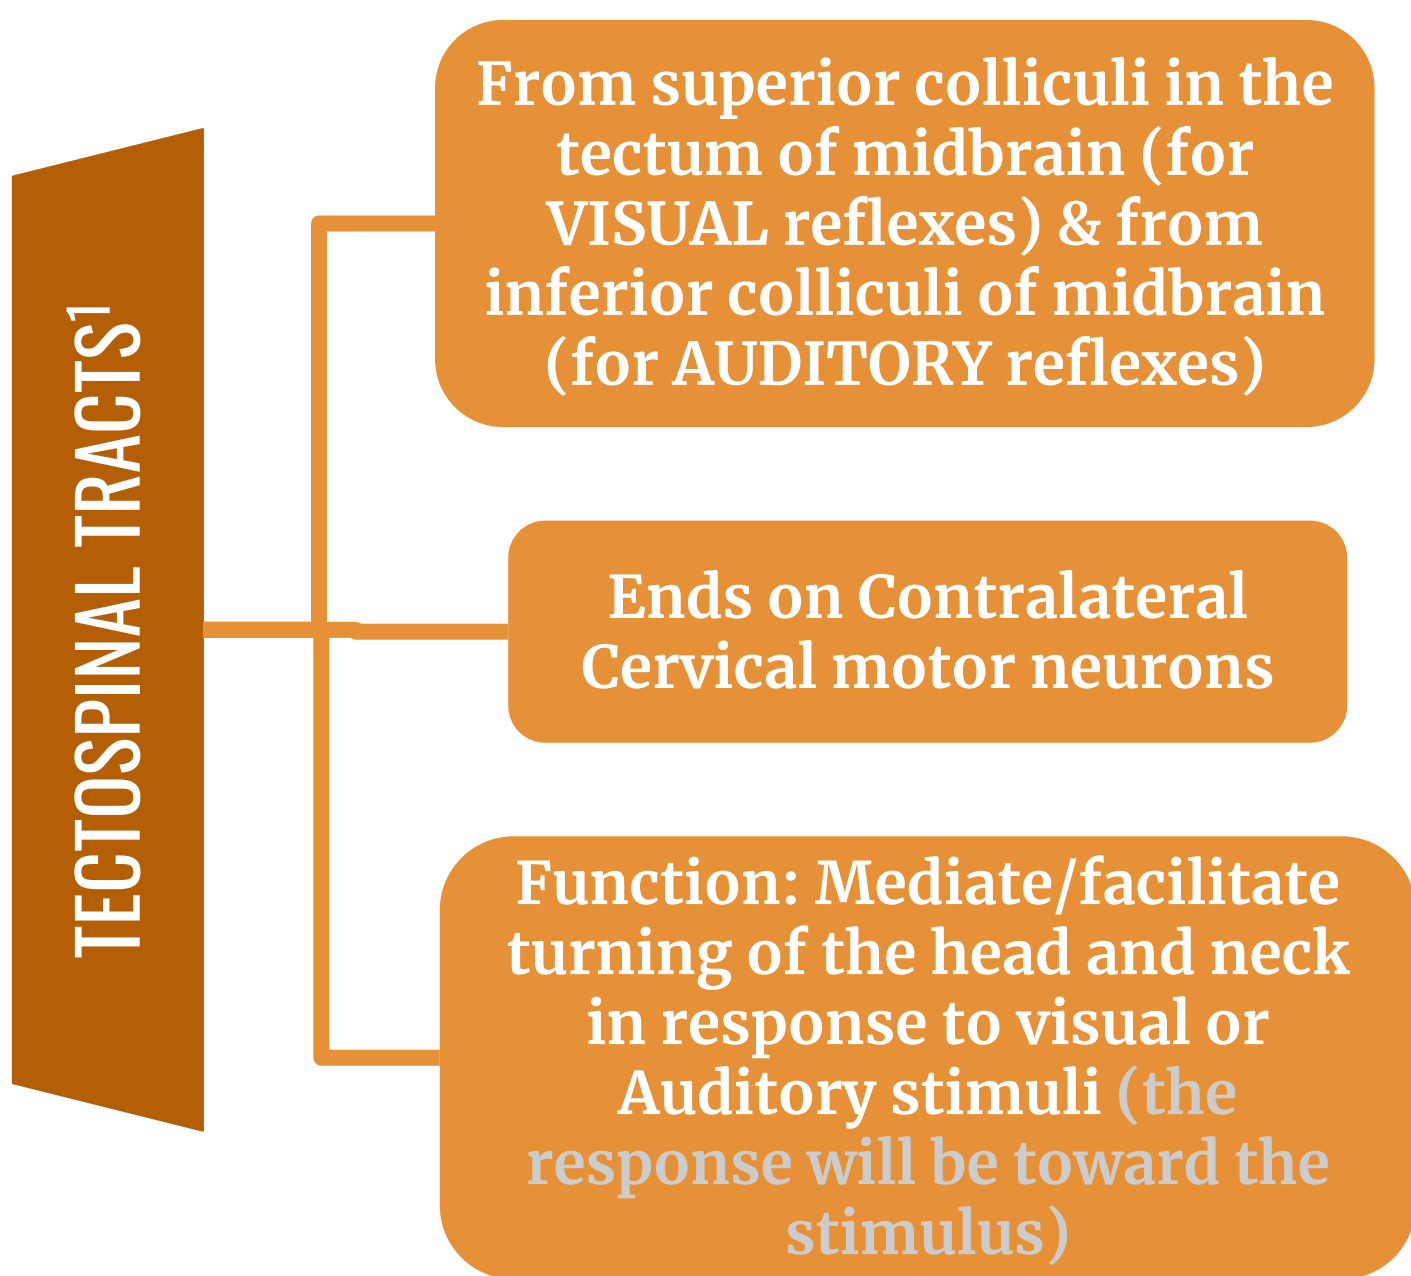 TECTOSPINAL TRACTS¹
From superior colliculi in the
tectum of midbrain (for
VISUAL reflexes) & from
inferior colliculi of midbrain
(for AUDITORY reflexes)
Ends on Contralateral
Cervical motor neurons
Function: Mediate/facilitate
turning of the head and neck
in response to visual or
Auditory stimuli (the
response will be toward the
stimulus)